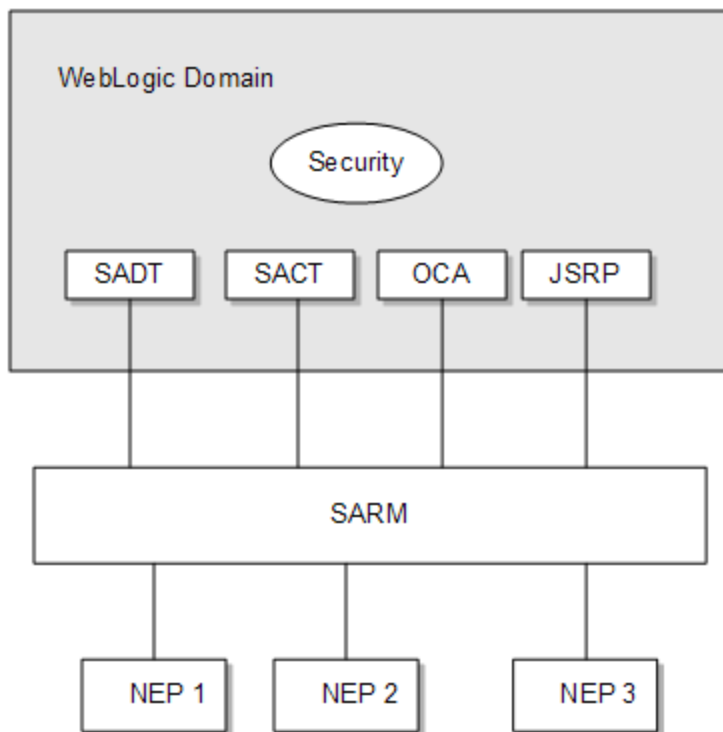 WebLogic Domain
Security
SADT
SACT
OCA
JSRP
SARM
NEP 1
NEP 2
NEP 3